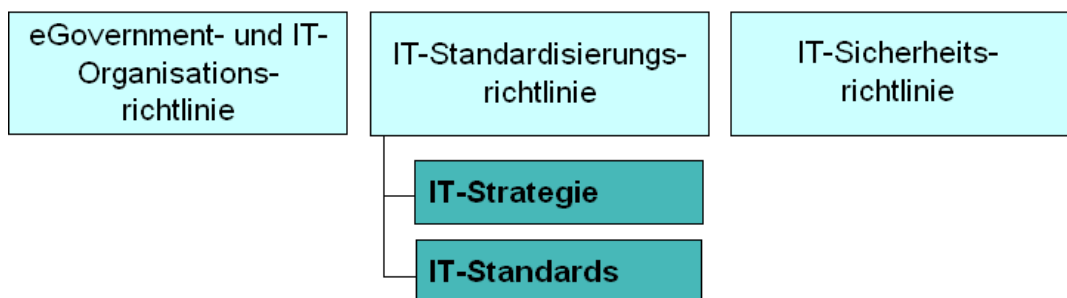 eGovernment- und IT-
Organisations-
richtlinie
IT-Standardisierungs-
richtlinie
IT-Sicherheits-
richtlinie
IT-Strategie
IT-Standards